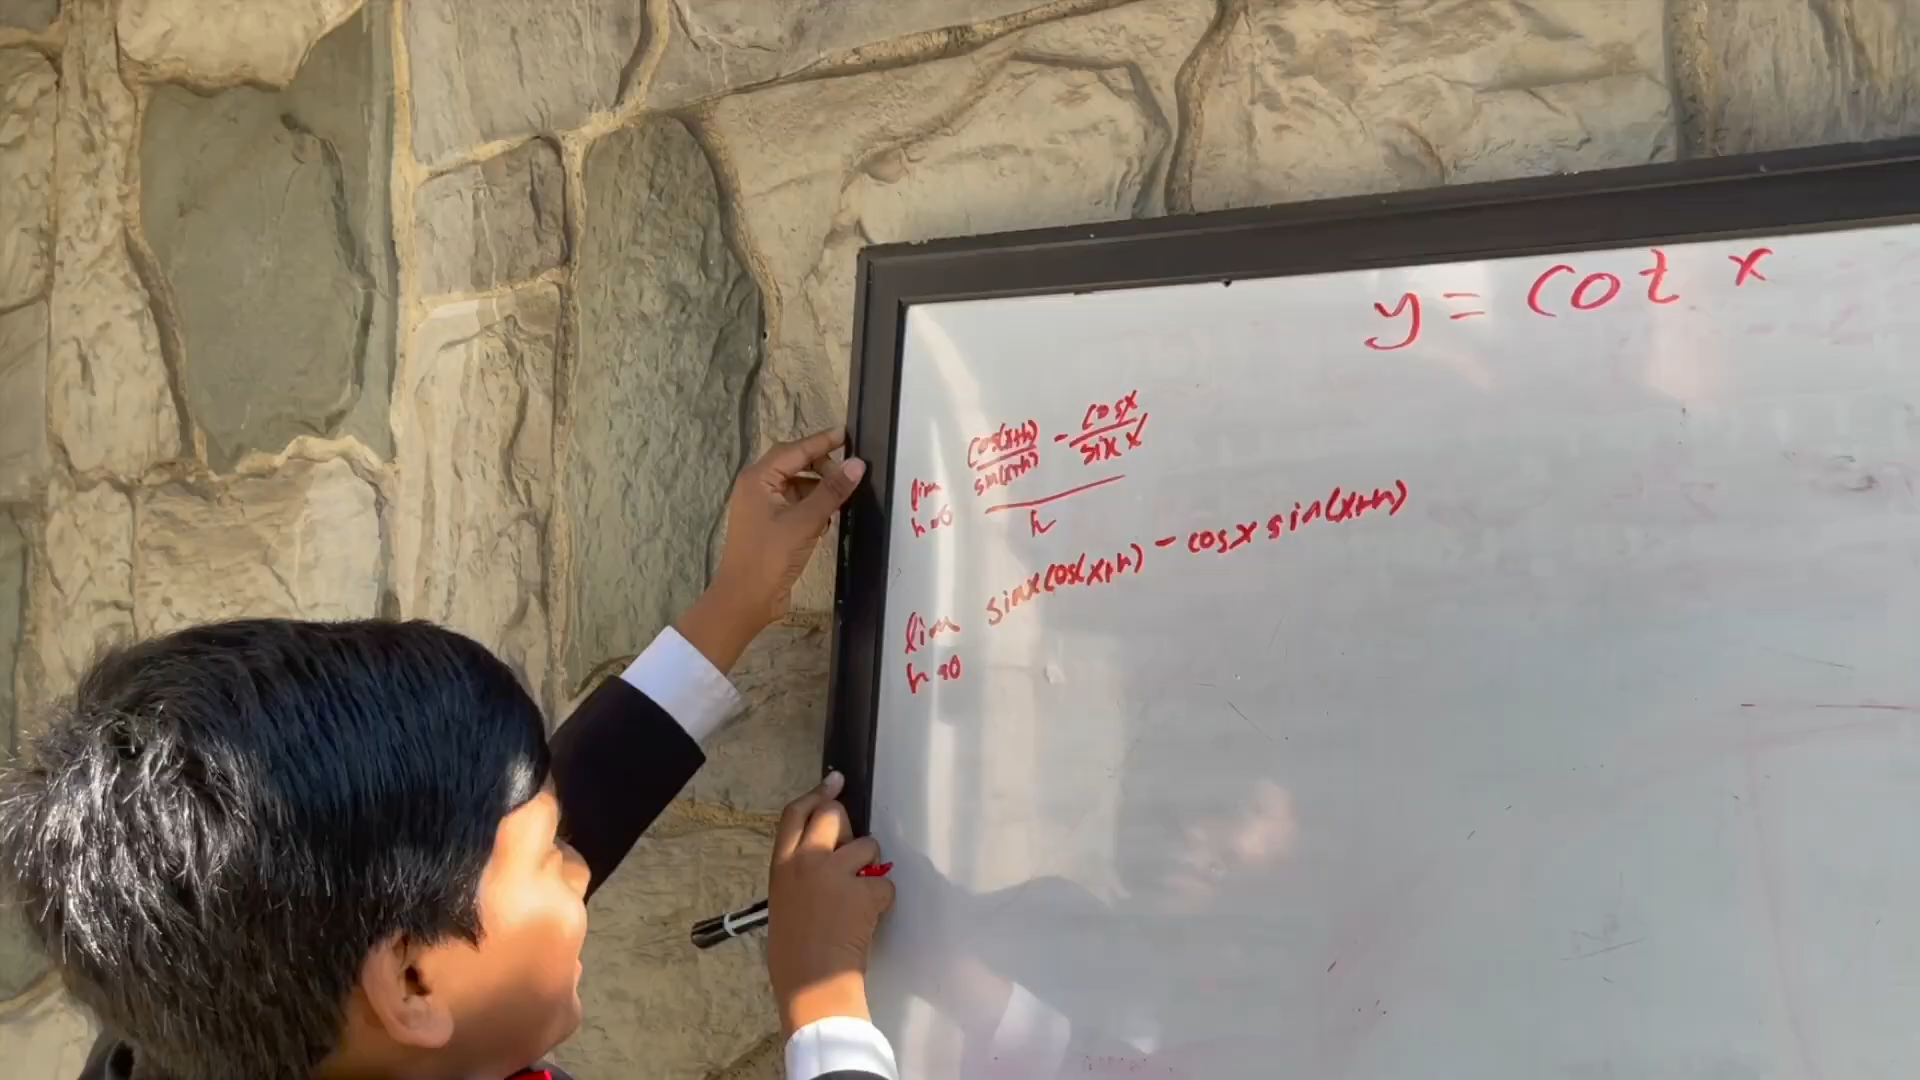 y = cot x
cos(x+h) - cosx
sin(x+h) sinx x
lim
h→0 h
sinx cos(x+h) - cosx sin(x+h)
lim
h→0